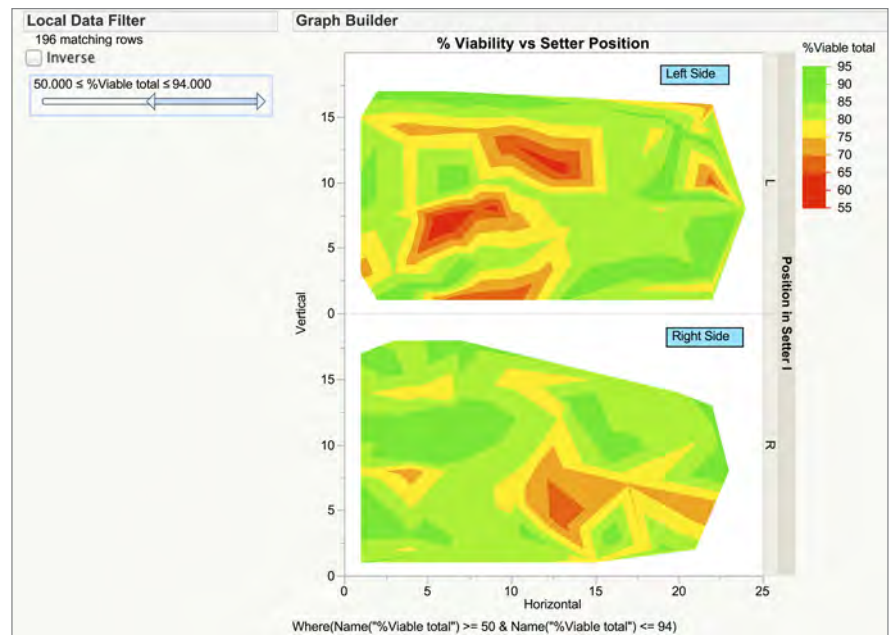 Local Data Filter
196 matching rows
Inverse
50.000 ≤ %Viable total ≤ 94.000
Graph Builder
% Viability vs Setter Position
Left Side
Right Side
15
10
5
0
15
10
5
0
Vertical
0
5
10
15
20
25
Horizontal
L
R
Position in Setter I
%Viable total
95
90
85
80
75
70
65
60
55
Where(Name("%Viable total") >= 50 & Name("%Viable total") <= 94)